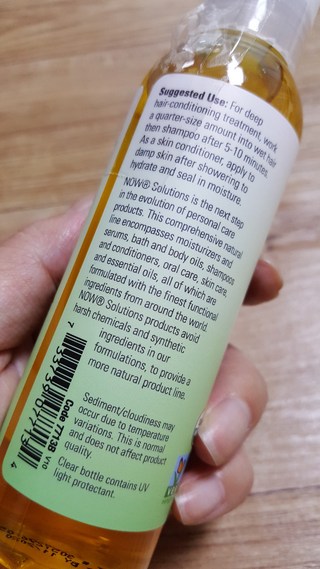 Suggested Use: For deep
hair-conditioning treatment, work
a quarter-size amount into wet hair
then shampoo after 5-10 minutes.
As a skin conditioner, apply to
damp skin after showering to
hydrate and seal in moisture.
NOW® Solutions is the next step
in the evolution of personal care
products. This comprehensive natural
line encompasses moisturizers and
serums, bath and body oils, shampoos
and conditioners, oral care, skin care,
and essential oils, all of which are
formulated with the finest functional
ingredients from around the world.
NOW® Solutions products avoid
harsh chemicals and synthetic
ingredients in our
formulations, to provide a
more natural product line.
Sediment/cloudiness may
occur due to temperature
variations. This is normal
and does not affect product
quality.
Clear bottle contains UV
light protectant.
Code 7713B V10